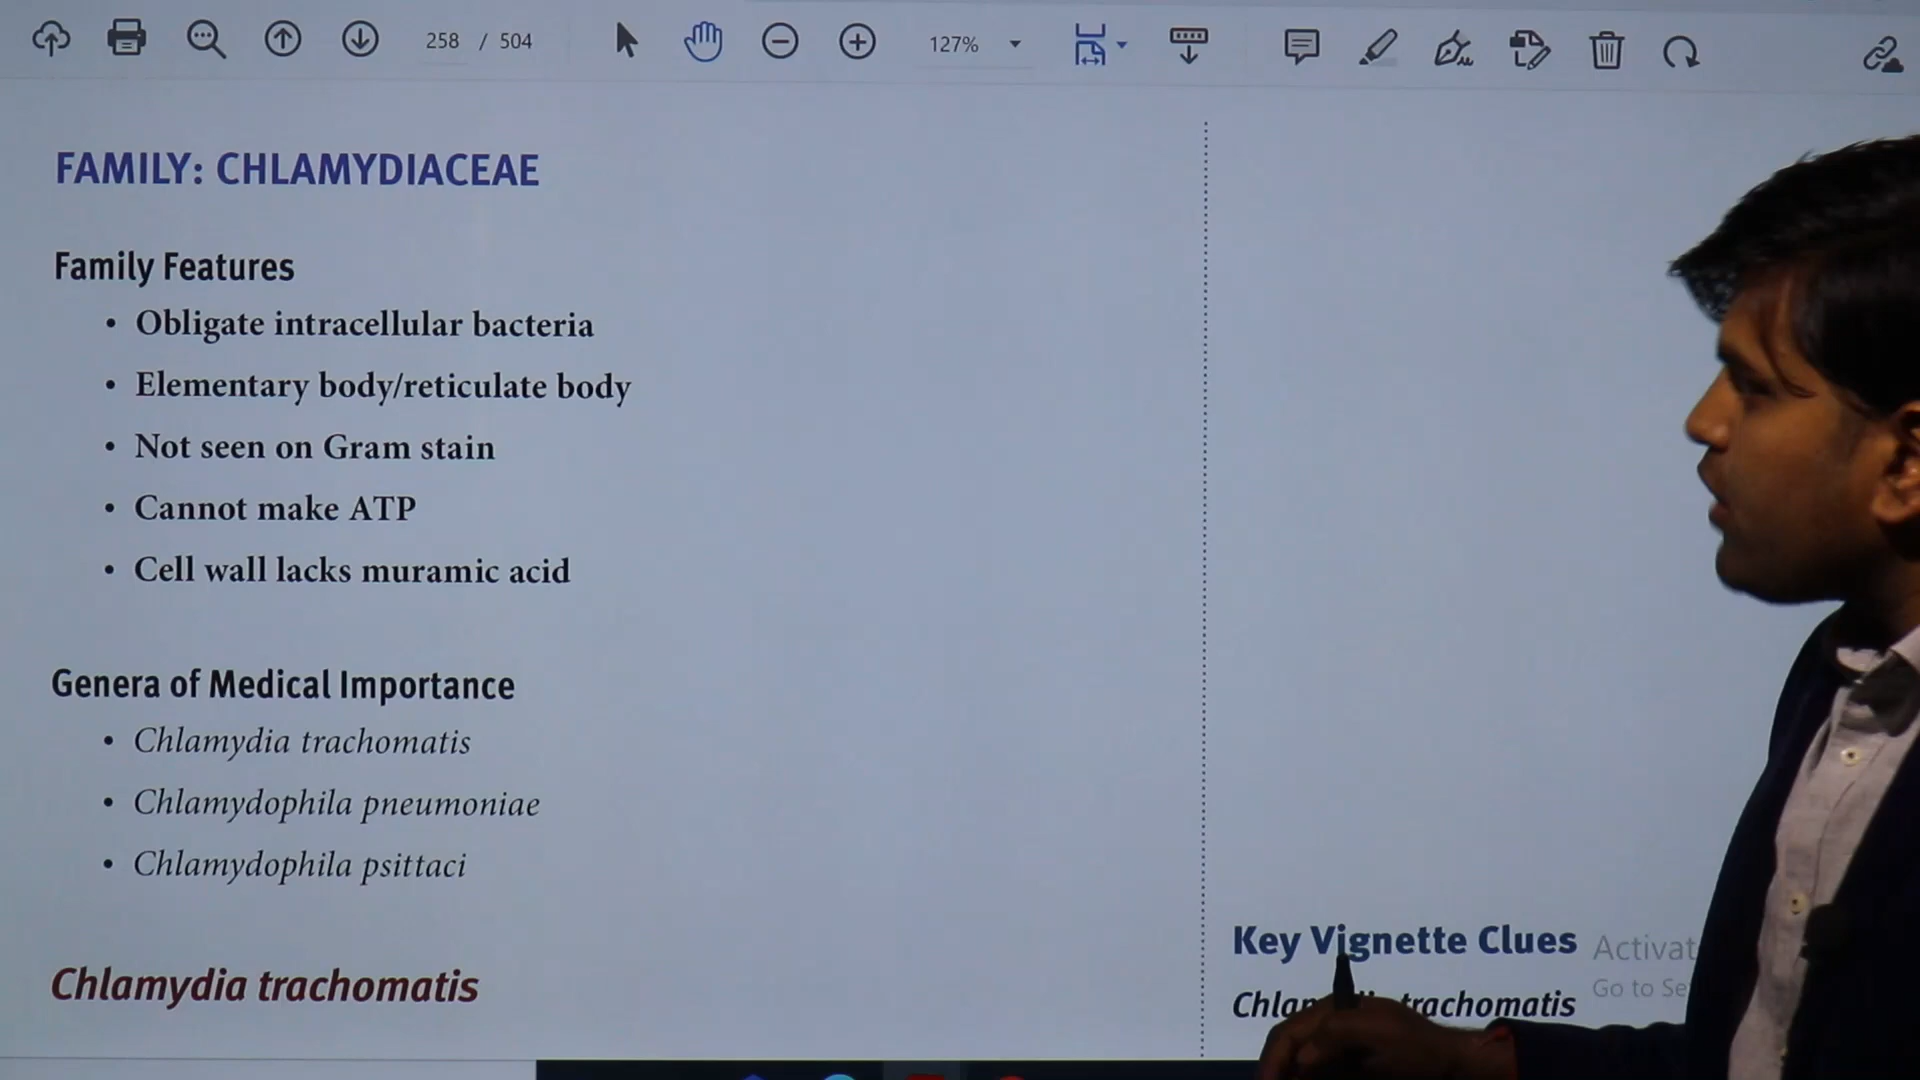 258 / 504
127%
FAMILY: CHLAMYDIACEAE
Family Features
• Obligate intracellular bacteria
• Elementary body/reticulate body
• Not seen on Gram stain
• Cannot make ATP
• Cell wall lacks muramic acid
Genera of Medical Importance
• Chlamydia trachomatis
• Chlamydophila pneumoniae
• Chlamydophila psittaci
Chlamydia trachomatis
Key Vignette Clues
trachomatis
Go to